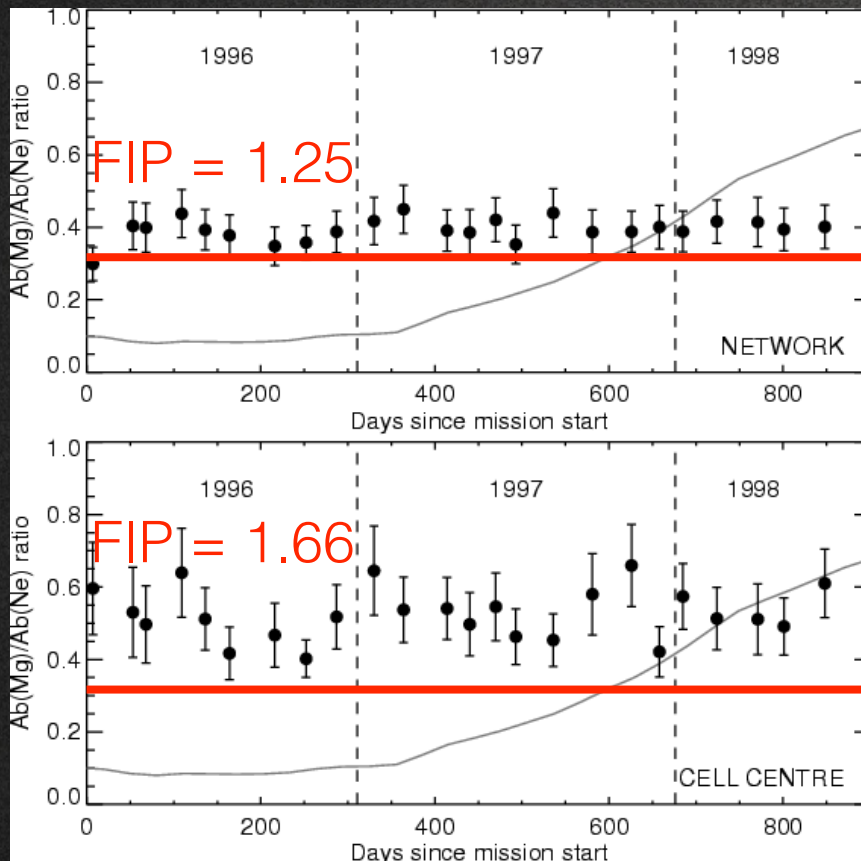 1.0
0.8
0.6
0.4
0.2
0.0
Ab(Mg)/Ab(Ne) ratio
1996 1997 1998
FIP = 1.25
NETWORK
0 200 400 600 800
Days since mission start
1.0
0.8
0.6
0.4
0.2
0.0
Ab(Mg)/Ab(Ne) ratio
1996 1997 1998
FIP = 1.66
CELL CENTRE
0 200 400 600 800
Days since mission start